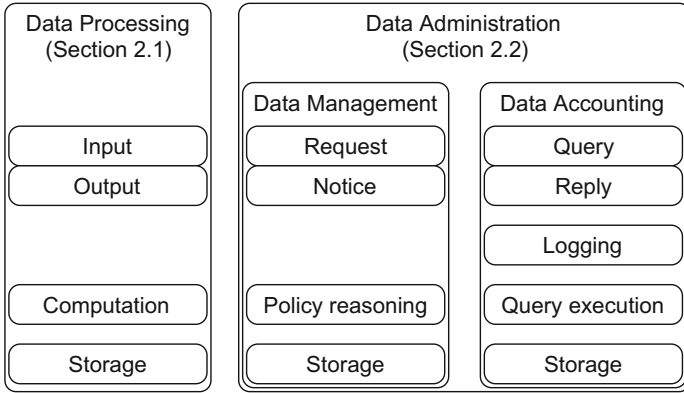 Data Processing
(Section 2.1)
Input
Output
Computation
Storage
Data Administration
(Section 2.2)
Data Management
Request
Notice
Policy reasoning
Storage
Data Accounting
Query
Reply
Logging
Query execution
Storage